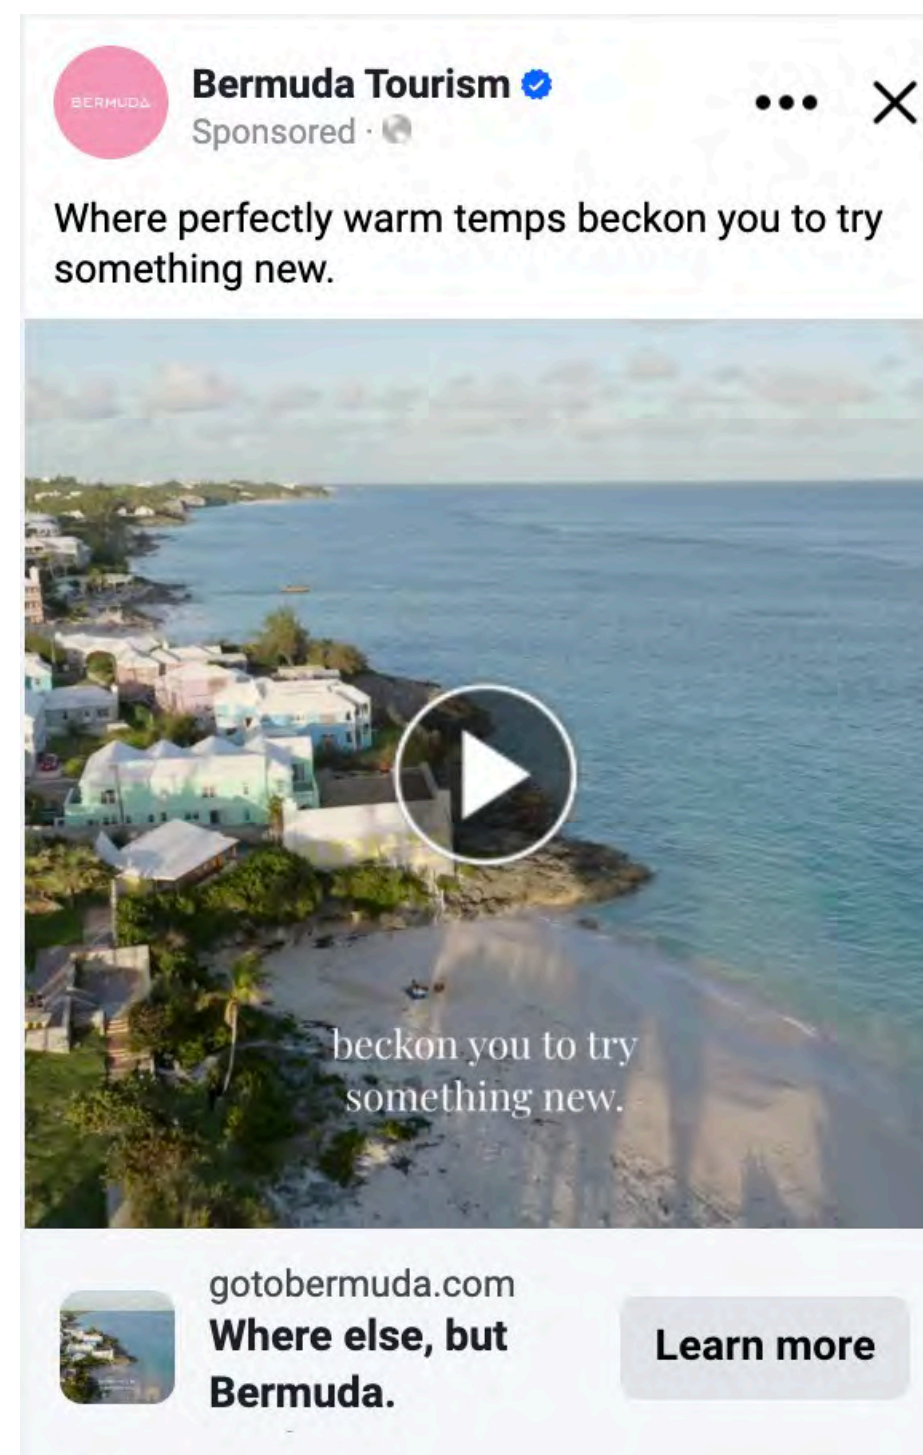 BERMUDA
Bermuda Tourism
Sponsored ·
Where perfectly warm temps beckon you to try
something new.
beckon you to try
something new.
gotobermuda.com
Where else, but
Bermuda.
Learn more